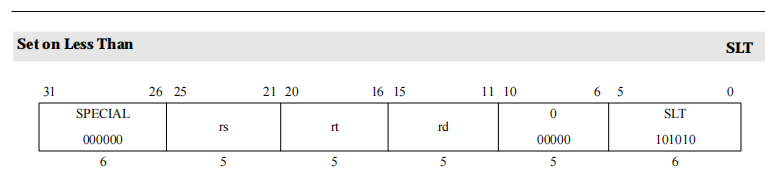 Set on Less Than
SLT
31 26 25 21 20 16 15 11 10 6 5 0
SPECIAL 0 SLT
rs rt rd
000000 00000 101010
6 5 5 5 5 6